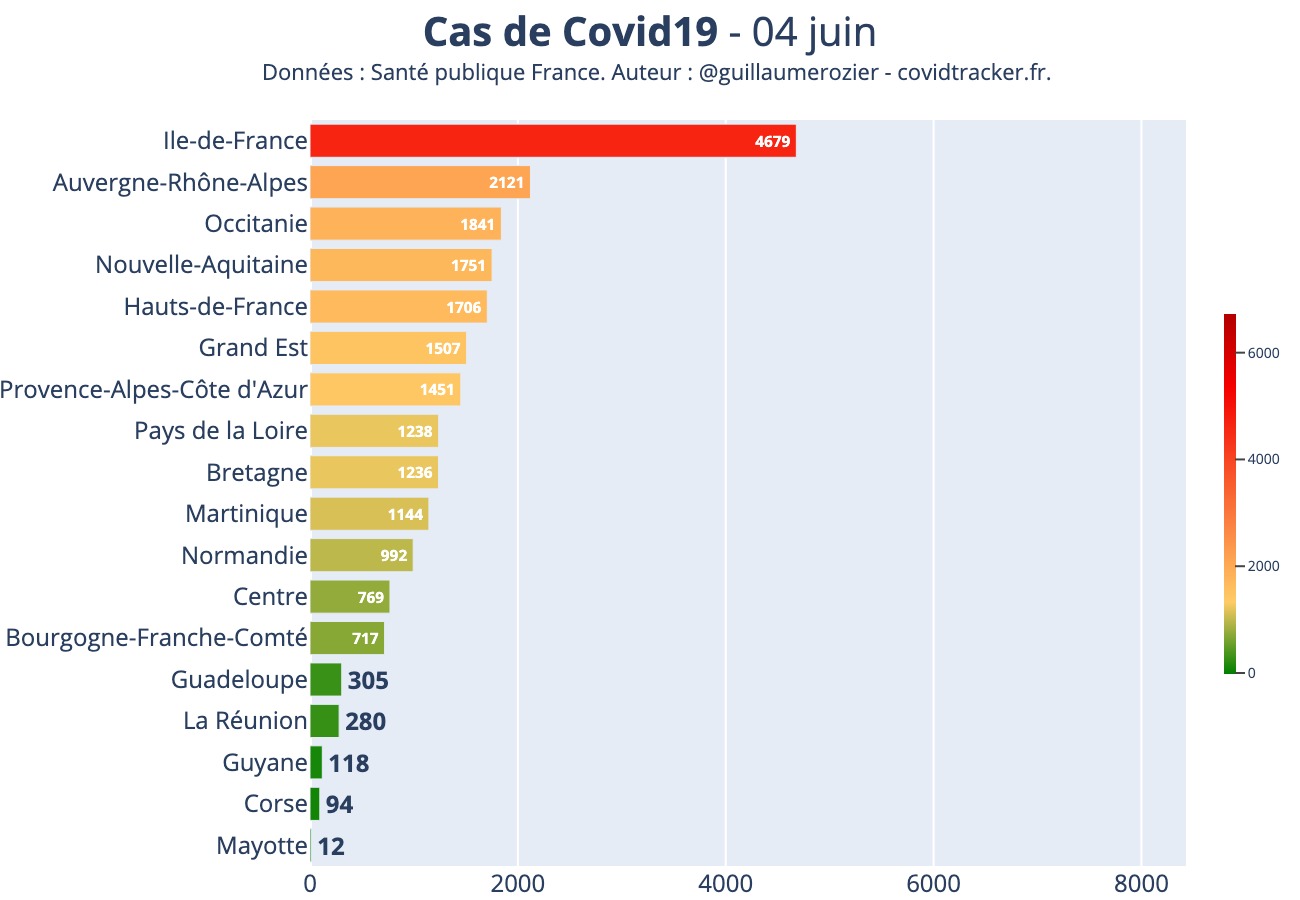 Cas de Covid19 - 04 juin
Données : Santé publique France. Auteur : @guillaumerozier - covidtracker.fr.
Ile-de-France 4679
Auvergne-Rhône-Alpes 2121
Occitanie 1841
Nouvelle-Aquitaine 1751
Hauts-de-France 1706
Grand Est 1507
Provence-Alpes-Côte d'Azur 1451
Pays de la Loire 1238
Bretagne 1236
Martinique 1144
Normandie 992
Centre 769
Bourgogne-Franche-Comté 717
Guadeloupe 305
La Réunion 280
Guyane 118
Corse 94
Mayotte 12
0 2000 4000 6000 8000
6000
4000
2000
0